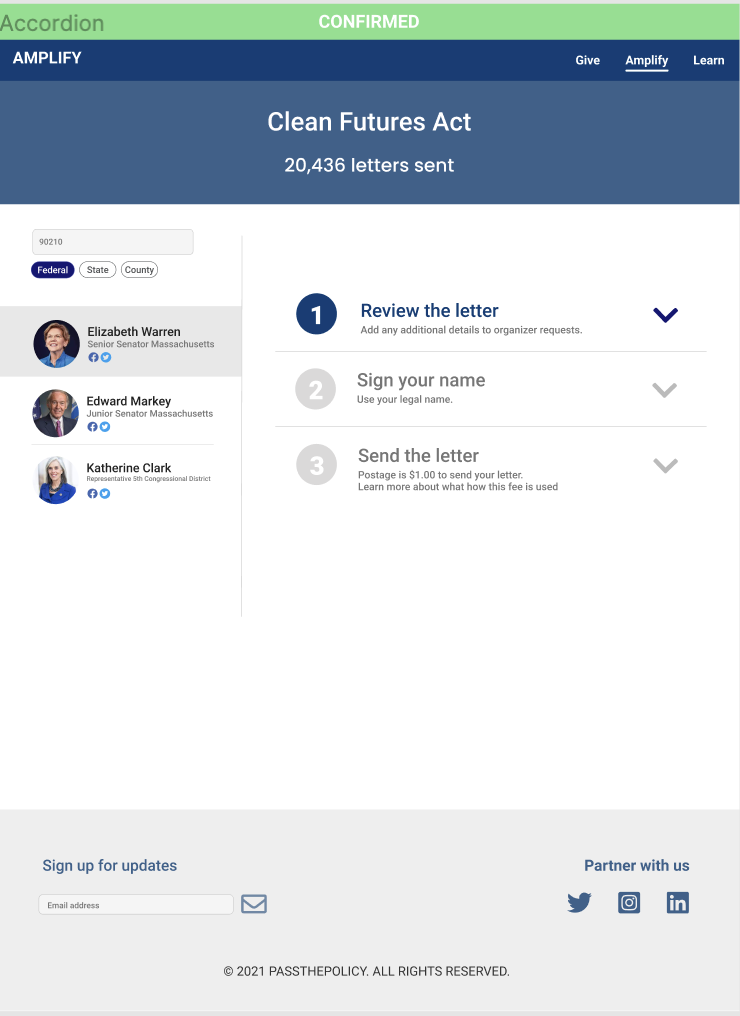 Accordion
CONFIRMED
AMPLIFY
Give Amplify Learn
Clean Futures Act
20,436 letters sent
90210
Federal State County
Elizabeth Warren
Senior Senator Massachusetts
Edward Markey
Junior Senator Massachusetts
Katherine Clark
Representative 5th Congressional District
1 Review the letter
Add any additional details to organizer requests.
2 Sign your name
Use your legal name.
3 Send the letter
Postage is $1.00 to send your letter.
Learn more about what how this fee is used
Sign up for updates
Email address
Partner with us
© 2021 PASSTHEPOLICY. ALL RIGHTS RESERVED.